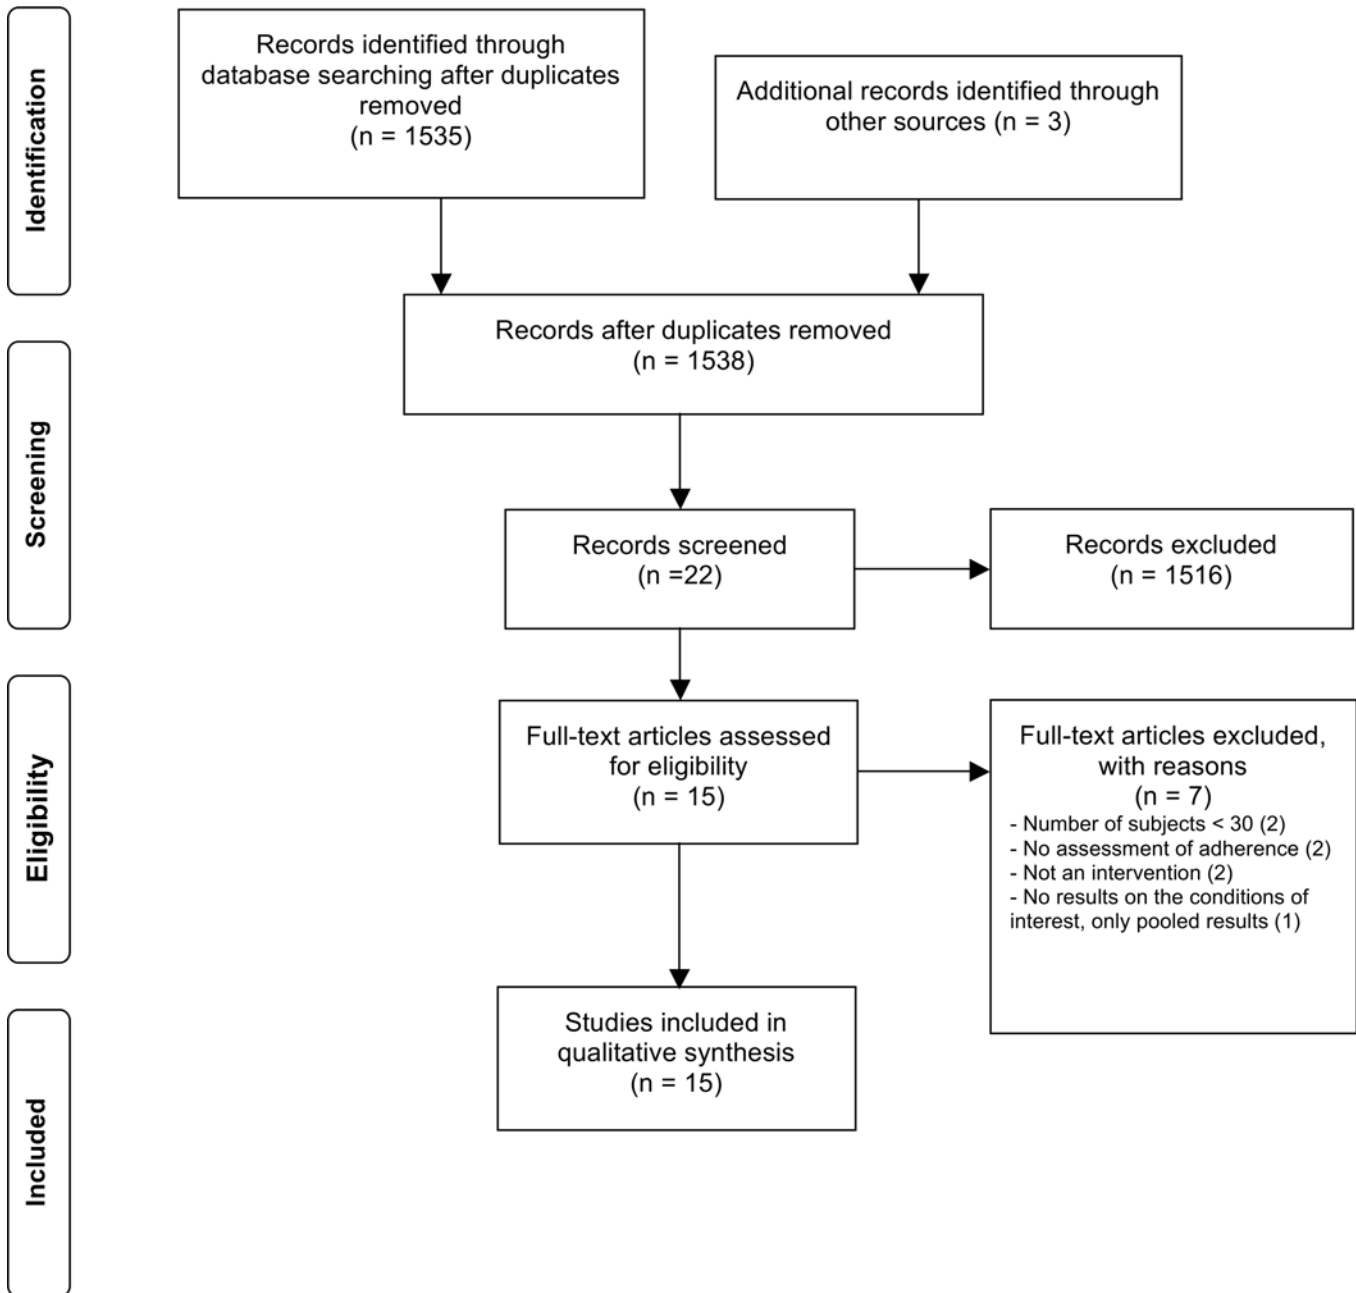 Identification
Records identified through
database searching after duplicates
removed
(n = 1535)
Additional records identified through
other sources (n = 3)
Records after duplicates removed
(n = 1538)
Screening
Records screened
(n =22)
Records excluded
(n = 1516)
Eligibility
Full-text articles assessed
for eligibility
(n = 15)
Full-text articles excluded,
with reasons
(n = 7)
- Number of subjects < 30 (2)
- No assessment of adherence (2)
- Not an intervention (2)
- No results on the conditions of
interest, only pooled results (1)
Included
Studies included in
qualitative synthesis
(n = 15)